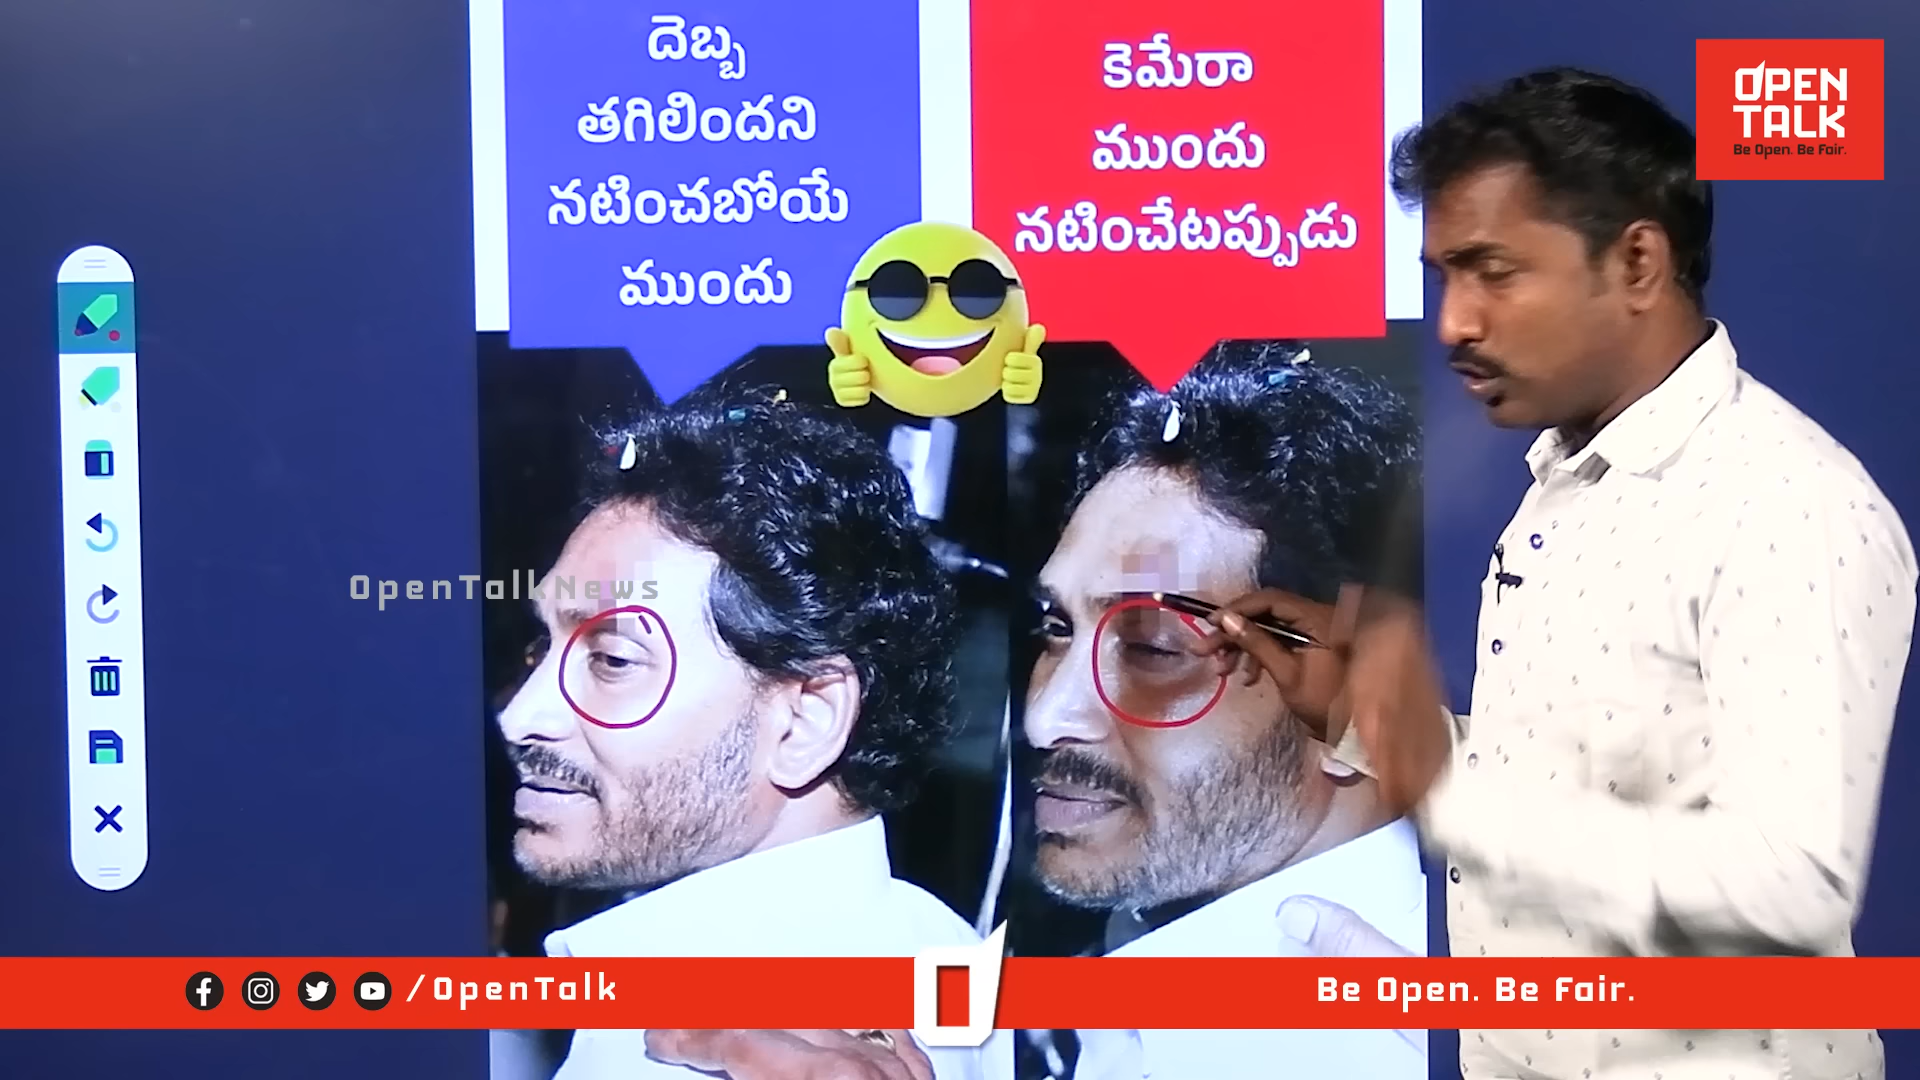 దెబ్బ
తగిలిందని
నటించబోయే
ముందు
కెమేరా
ముందు
నటించేటప్పుడు
OPEN
TALK
Be Open. Be Fair.
OpenTalkNews
/OpenTalk
Be Open. Be Fair.